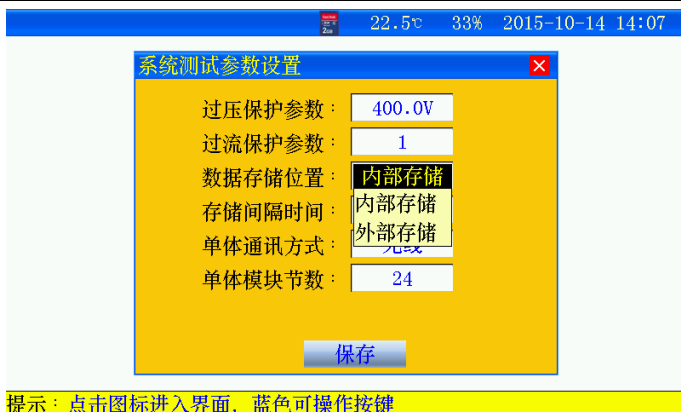 22.5℃ 33% 2015-10-14 14:07
系统测试参数设置
过压保护参数： 400.0V
过流保护参数： 1
数据存储位置： 内部存储
内部存储
存储间隔时间：
外部存储
单体通讯方式：
单体模块节数： 24
保存
提示：点击图标进入界面，蓝色可操作按键